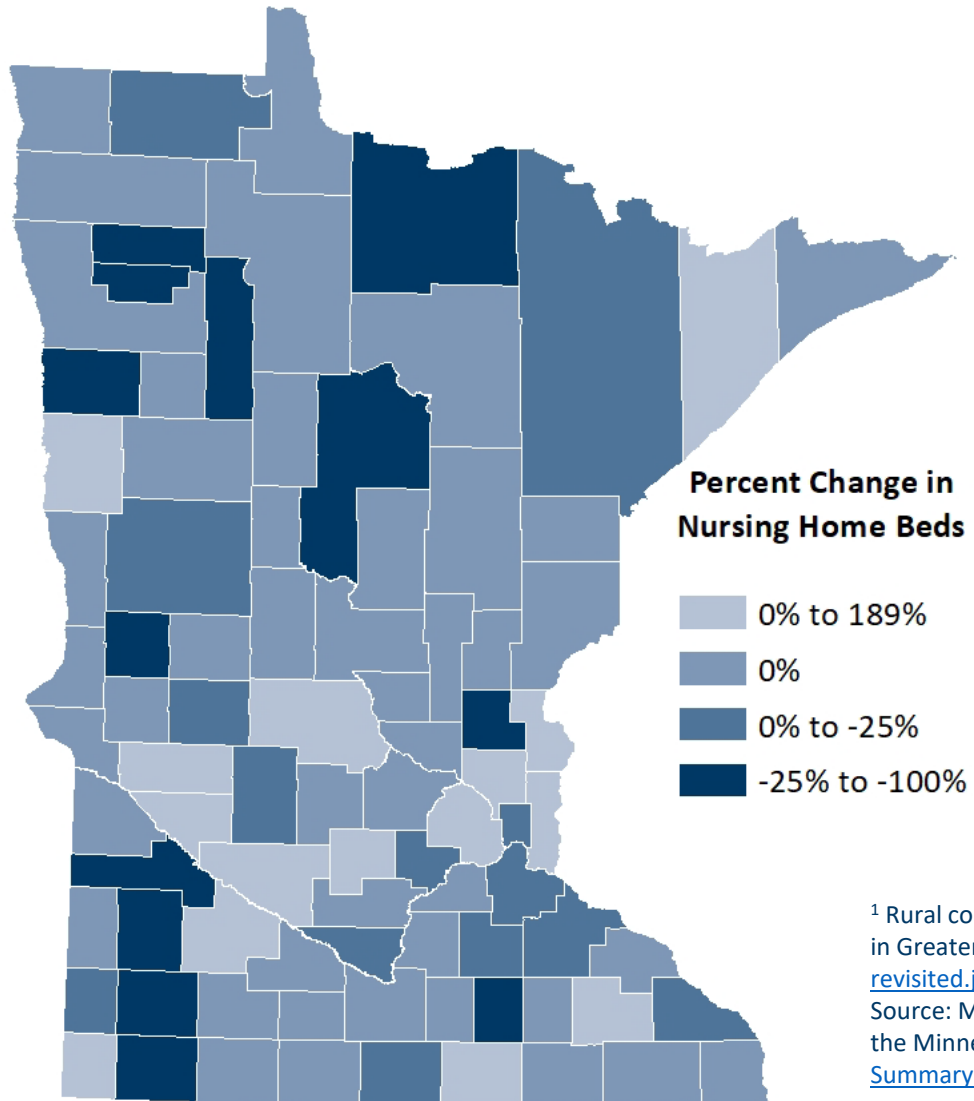 Percent Change in
Nursing Home Beds
0% to 189%
0%
0% to -25%
-25% to -100%
1 Rural co
in Greater
revisited.j
Source: M
the Minne
Summary